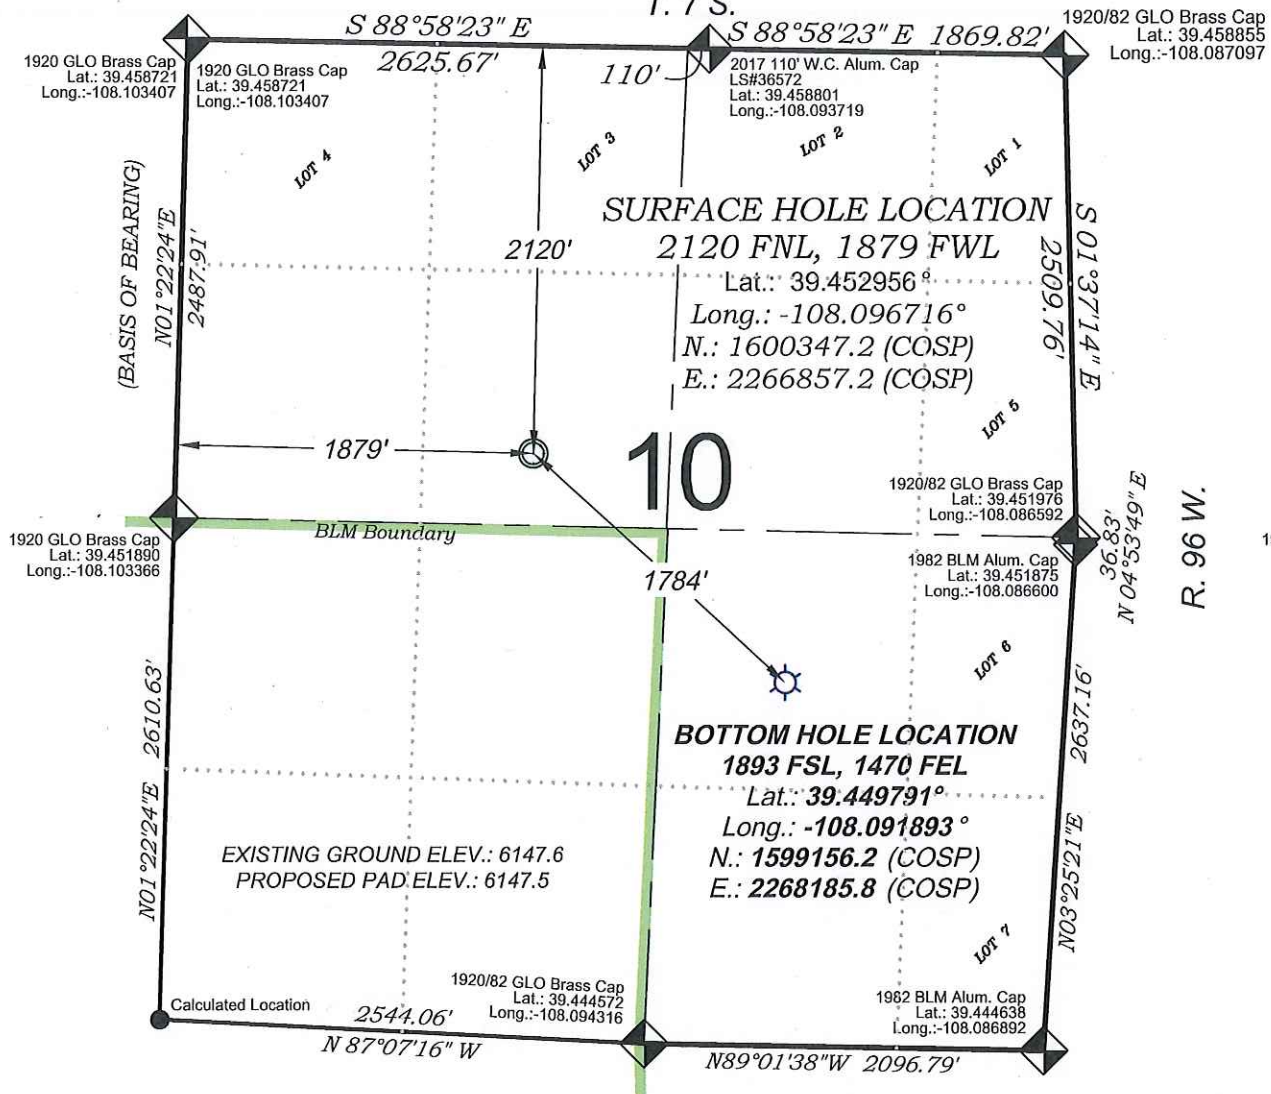 T. 7 S.
S 88°58'23" E
2625.67'
S 88°58'23" E 1869.82'
110'
1920/82 GLO Brass Cap
Lat.: 39.458855
Long.:-108.087097
1920 GLO Brass Cap
Lat.: 39.458721
Long.:-108.103407
1920 GLO Brass Cap
Lat.: 39.458721
Long.:-108.103407
2017 110' W.C. Alum. Cap
LS#36572
Lat.: 39.458801
Long.:-108.093719
LOT 4
LOT 3
LOT 2
LOT 1
(BASIS OF BEARING)
N01°22'24"E
2487.91'
2120'
SURFACE HOLE LOCATION
2120 FNL, 1879 FWL
Lat.: 39.452956°
Long.: -108.096716°
N.: 1600347.2 (COSP)
E.: 2266857.2 (COSP)
S 01°37'14" E
2509.76'
LOT 5
1879'
10
1920/82 GLO Brass Cap
Lat.: 39.451976
Long.:-108.086592
1920 GLO Brass Cap
Lat.: 39.451890
Long.:-108.103366
BLM Boundary
1982 BLM Alum. Cap
Lat.: 39.451875
Long.:-108.086600
36.83'
N 04°53'49" E
R. 96 W.
1784'
LOT 6
N01°22'24"E 2610.63'
2637.16'
N03°25'21"E
BOTTOM HOLE LOCATION
1893 FSL, 1470 FEL
Lat.: 39.449791°
Long.: -108.091893°
N.: 1599156.2 (COSP)
E.: 2268185.8 (COSP)
EXISTING GROUND ELEV.: 6147.6
PROPOSED PAD ELEV.: 6147.5
LOT 7
Calculated Location
2544.06'
N 87°07'16" W
1920/82 GLO Brass Cap
Lat.: 39.444572
Long.:-108.094316
1982 BLM Alum. Cap
Lat.: 39.444638
Long.:-108.086892
N89°01'38"W 2096.79'